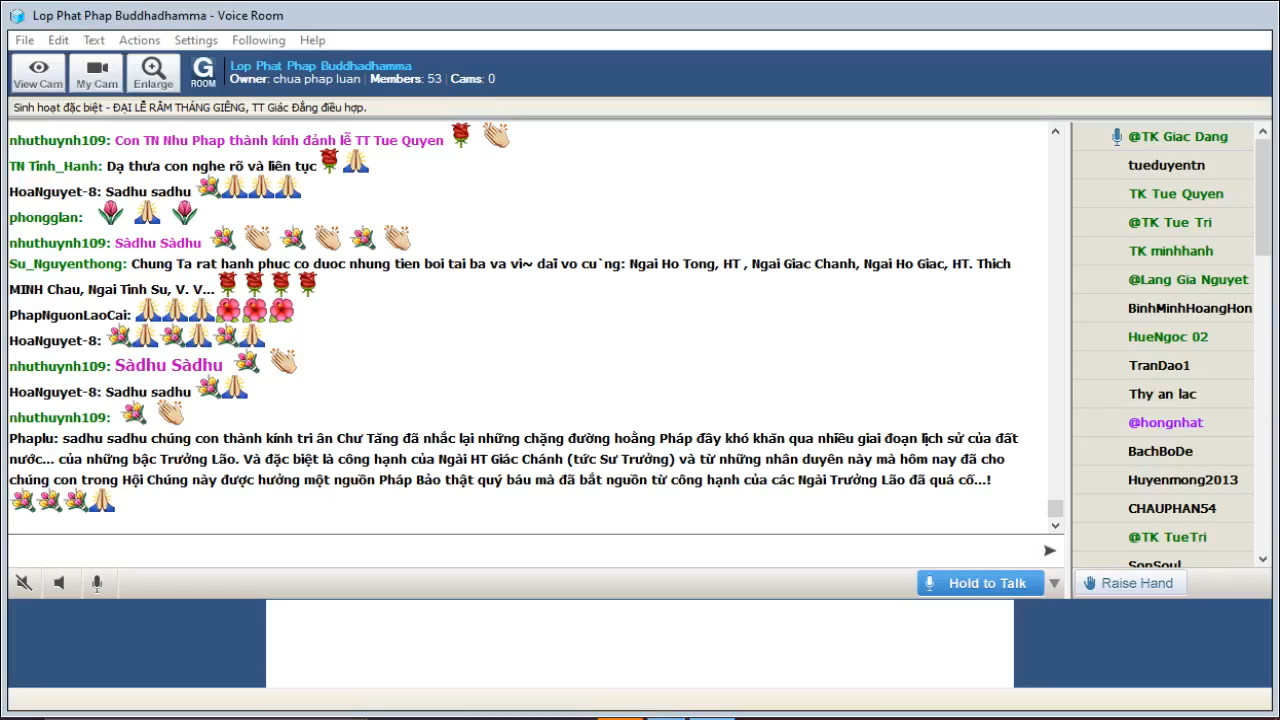 Lop Phat Phap Buddhadhamma - Voice Room
File Edit Text Actions Settings Following Help
View Cam My Cam Enlarge G ROOM
Lop Phat Phap Buddhadhamma
Owner: chua phap luan | Members: 53 | Cams: 0
Sinh hoạt đặc biệt - ĐẠI LỄ RẰM THÁNG GIÊNG, TT Giác Đẳng điều hợp.
nhuthuynh109: Con TN Nhu Phap thành kính đảnh lễ TT Tue Quyen
TN Tinh_Hanh: Dạ thưa con nghe rõ và liên tục
HoaNguyet-8: Sadhu sadhu
phongglan:
nhuthuynh109: Sàdhu Sàdhu
Su_Nguyenthong: Chung Ta rat hanh phuc co duoc nhung tien boi tai ba va vi~ daĩ vo cu`ng: Ngai Ho Tong, HT , Ngai Giac Chanh, Ngai Ho Giac, HT. Thich
MINH Chau, Ngai Tinh Su, V. V...
PhapNguonLaoCai:
HoaNguyet-8:
nhuthuynh109: Sàdhu Sàdhu
HoaNguyet-8: Sadhu sadhu
nhuthuynh109:
Phaplu: sadhu sadhu chúng con thành kính tri ân Chư Tăng đã nhắc lại những chặng đường hoằng Pháp đầy khó khăn qua nhiều giai đoạn lịch sử của đất
nước... của những bậc Trưởng Lão. Và đặc biệt là công hạnh của Ngài HT Giác Chánh (tức Sư Trưởng) và từ những nhân duyên này mà hôm nay đã cho
chúng con trong Hội Chúng này được hưởng một nguồn Pháp Bảo thật quý báu mà đã bắt nguồn từ công hạnh của các Ngài Trưởng Lão đã quá cố...!
Hold to Talk
@TK Giac Dang
tueduyentn
TK Tue Quyen
@TK Tue Tri
TK minhhanh
@Lang Gia Nguyet
BinhMinhHoangHon
HueNgoc 02
TranDao1
Thy an lac
@hongnhat
BachBoDe
Huyenmong2013
CHAUPHAN54
@TK TueTri
SonSoul
Raise Hand